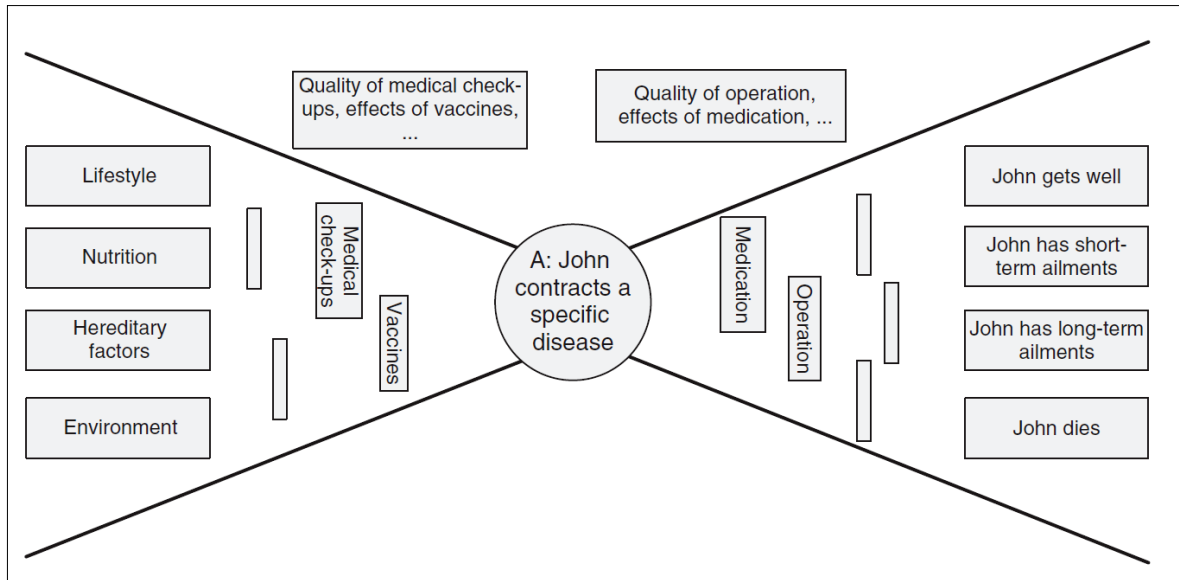 Quality of medical check-
ups, effects of vaccines,
...
Quality of operation,
effects of medication, ...
Lifestyle
Nutrition
Hereditary
factors
Environment
Medical
check-ups
Vaccines
A: John
contracts a
specific
disease
Medication
Operation
John gets well
John has short-
term ailments
John has long-term
ailments
John dies